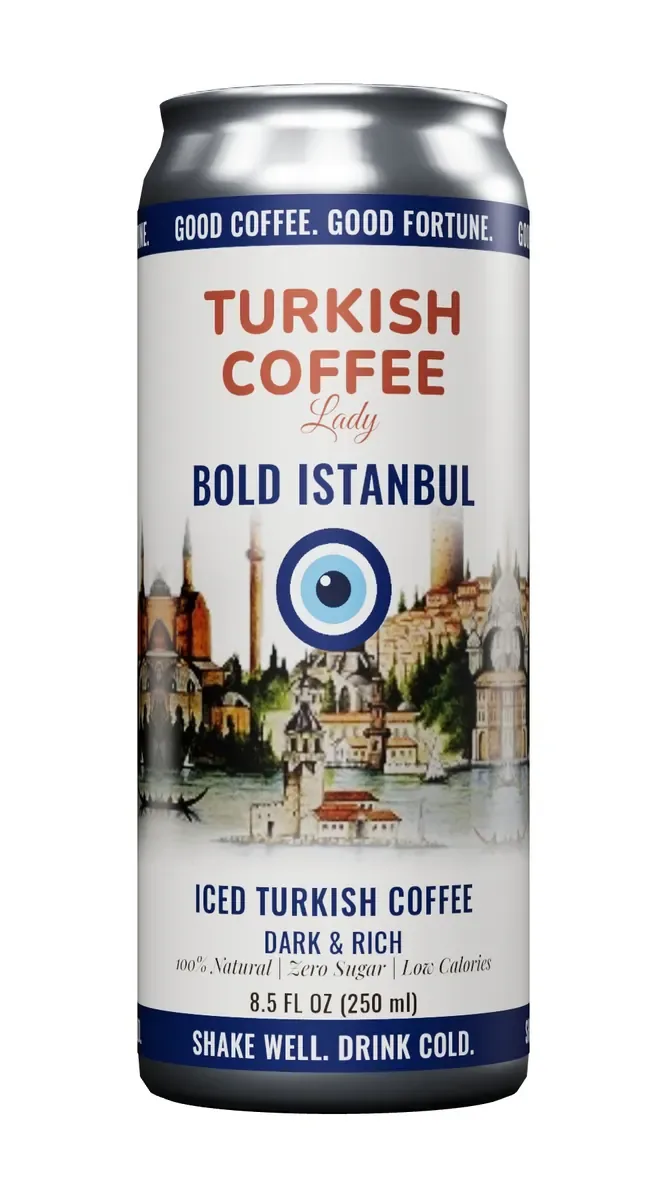 GOOD COFFEE. GOOD FORTUNE.
TURKISH
COFFEE
Lady
BOLD ISTANBUL
ICED TURKISH COFFEE
DARK & RICH
100% Natural | Zero Sugar | Low Calories
8.5 FL OZ (250 ml)
SHAKE WELL. DRINK COLD.